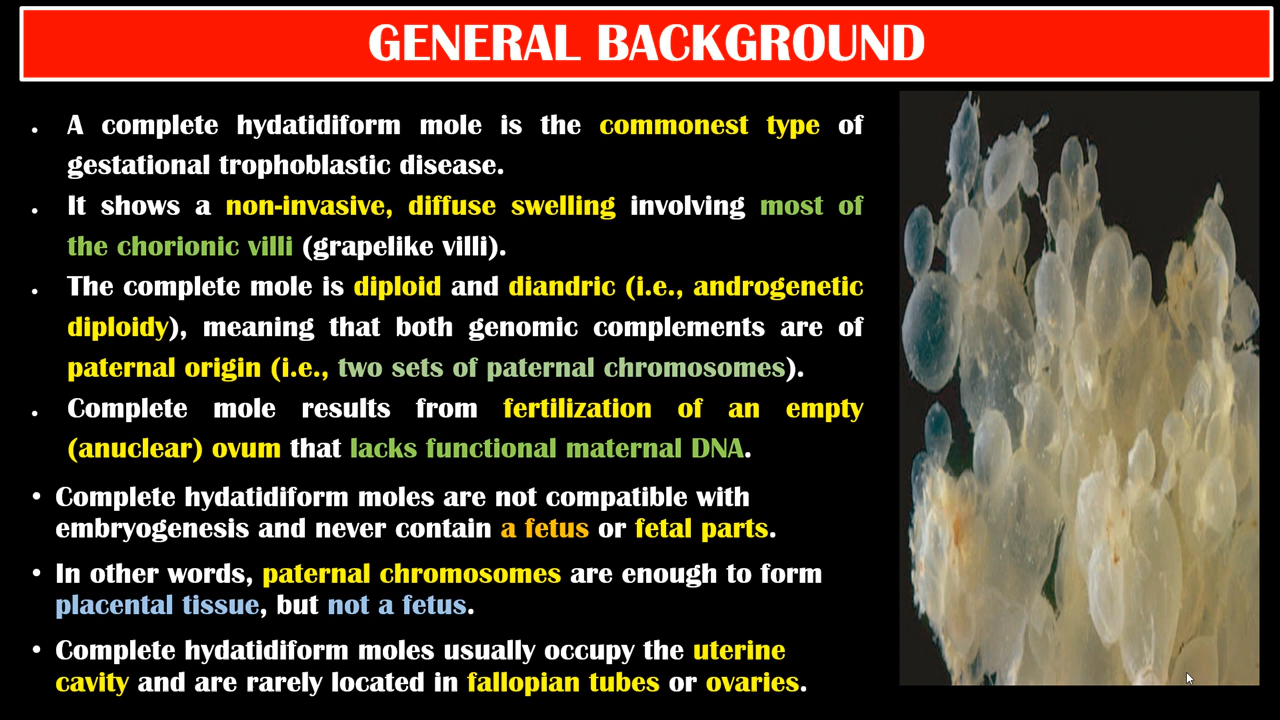 GENERAL BACKGROUND
• A complete hydatidiform mole is the commonest type of
gestational trophoblastic disease.
• It shows a non-invasive, diffuse swelling involving most of
the chorionic villi (grapelike villi).
• The complete mole is diploid and diandric (i.e., androgenetic
diploidy), meaning that both genomic complements are of
paternal origin (i.e., two sets of paternal chromosomes).
• Complete mole results from fertilization of an empty
(anuclear) ovum that lacks functional maternal DNA.
• Complete hydatidiform moles are not compatible with
embryogenesis and never contain a fetus or fetal parts.
• In other words, paternal chromosomes are enough to form
placental tissue, but not a fetus.
• Complete hydatidiform moles usually occupy the uterine
cavity and are rarely located in fallopian tubes or ovaries.